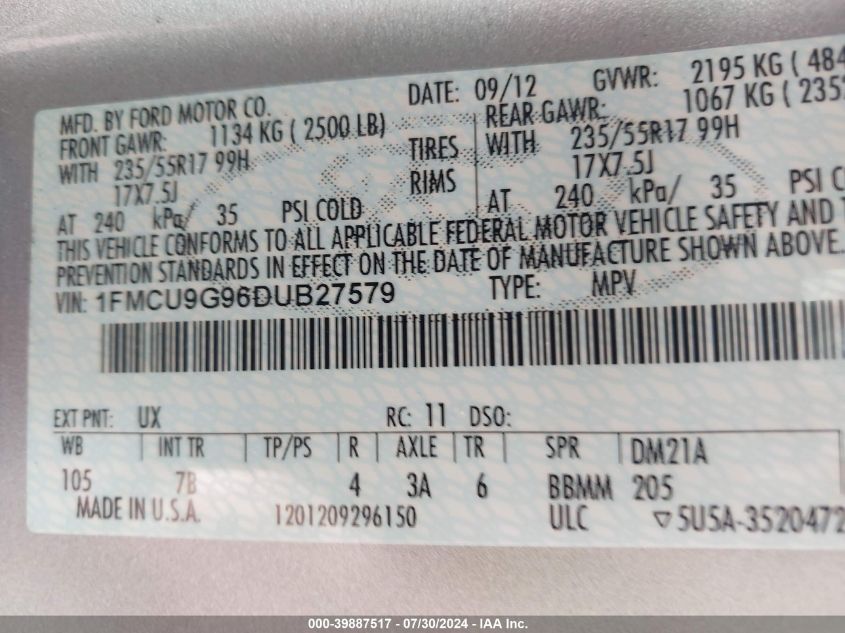 MFD. BY FORD MOTOR CO. DATE: 09/12 GVWR: 2195 KG ( 484
FRONT GAWR: 1134 KG ( 2500 LB) REAR GAWR: 1067 KG ( 235
WITH 235/55R17 99H TIRES WITH 235/55R17 99H
17X7.5J RIMS 17X7.5J
AT 240 kPa/ 35 PSI COLD AT 240 kPa/ 35 PSI C
THIS VEHICLE CONFORMS TO ALL APPLICABLE FEDERAL MOTOR VEHICLE SAFETY AND
PREVENTION STANDARDS IN EFFECT ON THE DATE OF MANUFACTURE SHOWN ABOVE.
VIN: 1FMCU9G96DUB27579 TYPE: MPV
EXT PNT: UX RC: 11 DSO:
WB INT TR TP/PS R AXLE TR SPR DM21A
105 7B 4 3A 6 BBMM 205
MADE IN U.S.A. 1201209296150 ULC ▽5U5A-3520472
000-39887517 - 07/30/2024 - IAA Inc.